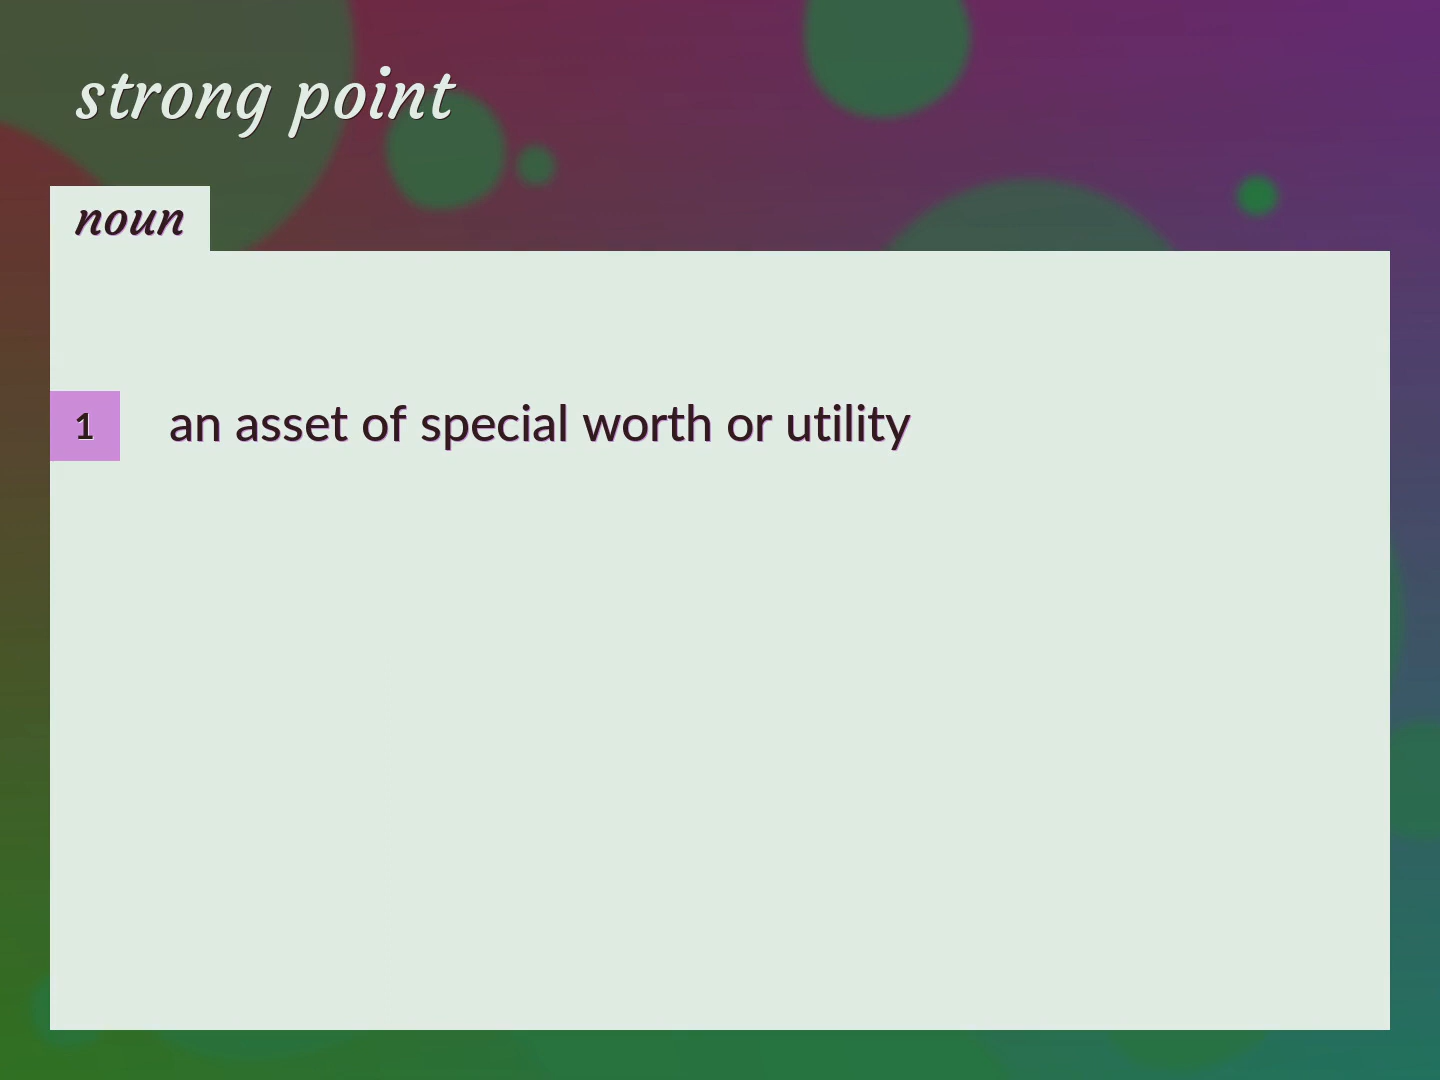 strong point
noun
1 an asset of special worth or utility